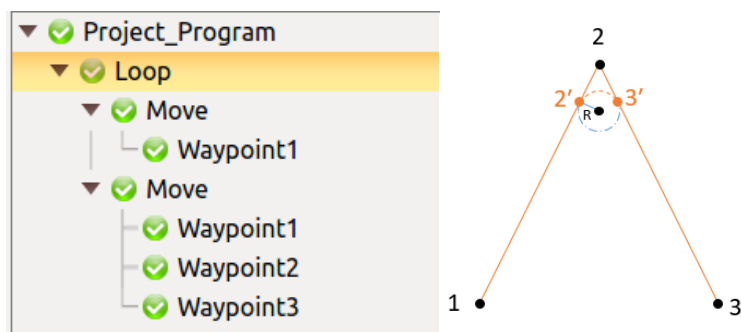 Project_Program
Loop
Move
Waypoint1
Move
Waypoint1
Waypoint2
Waypoint3
2
2′ 3′
R
1 3